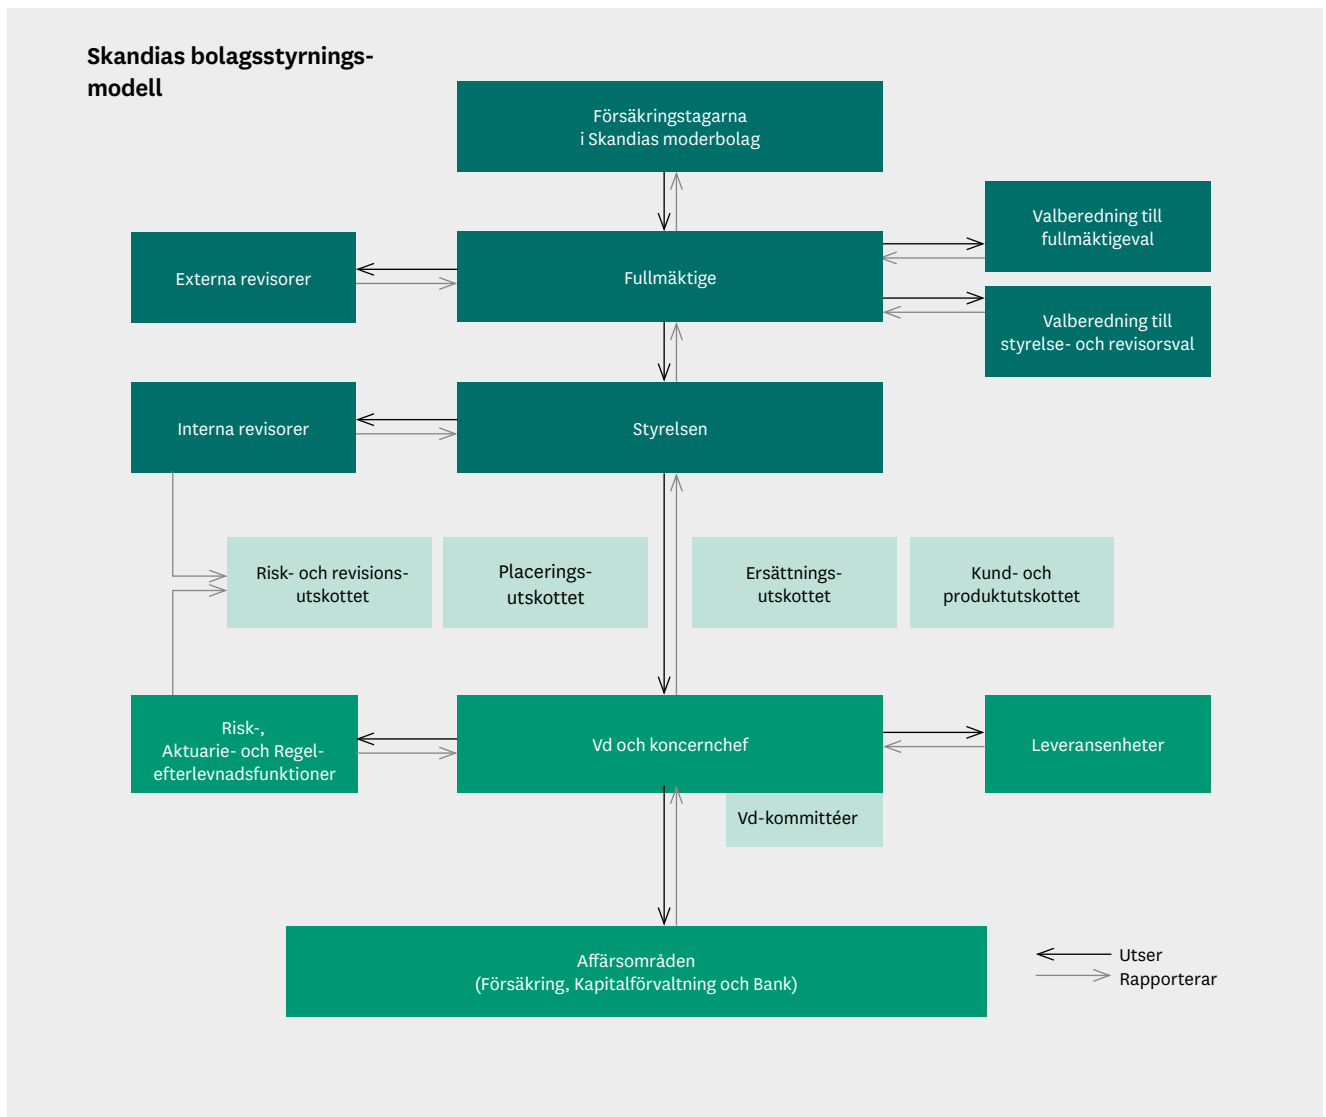 Skandias bolagsstyrnings-
modell
Försäkringstagarna
i Skandias moderbolag
Valberedning till
fullmäktigeval
Externa revisorer
Fullmäktige
Valberedning till
styrelse- och revisorsval
Interna revisorer
Styrelsen
Risk- och revisions-
utskottet
Placerings-
utskottet
Ersättnings-
utskottet
Kund- och
produktutskottet
Risk-,
Aktuarie- och Regel-
efterlevnadsfunktioner
Vd och koncernchef
Leveransenheter
Vd-kommittéer
Affärsområden
(Försäkring, Kapitalförvaltning och Bank)
Utser
Rapporterar